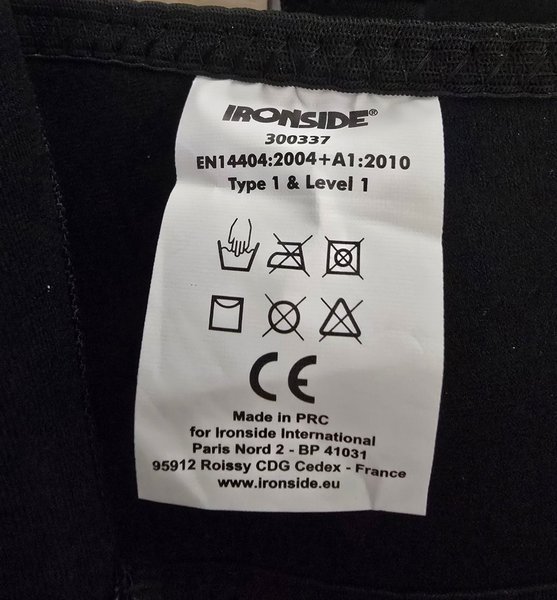 IRONSIDE®
300337
EN14404:2004+A1:2010
Type 1 & Level 1
CE
Made in PRC
for Ironside International
Paris Nord 2 - BP 41031
95912 Roissy CDG Cedex - France
www.ironside.eu